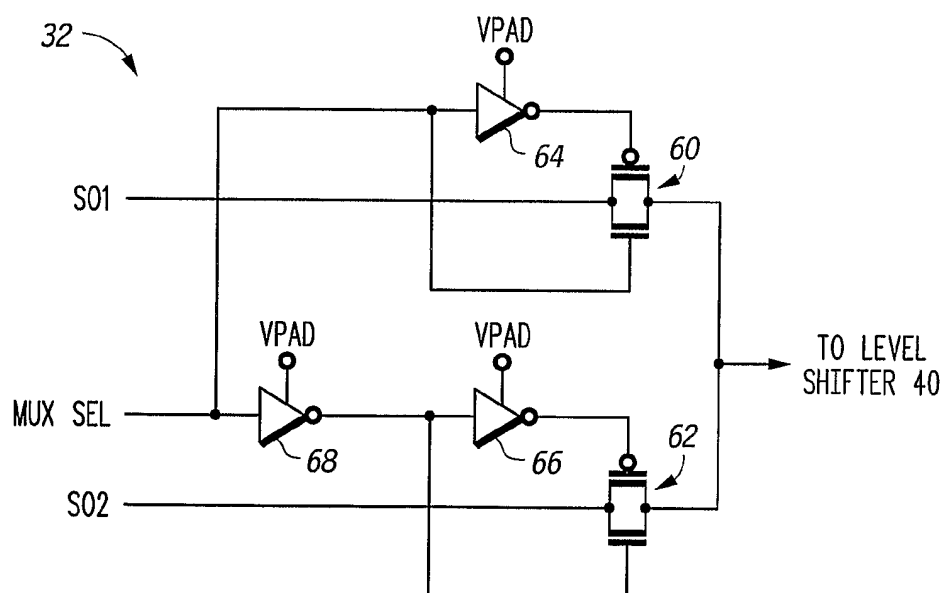 32
VPAD
64
60
S01
VPAD
VPAD
TO LEVEL
SHIFTER 40
MUX SEL
68
66
62
S02